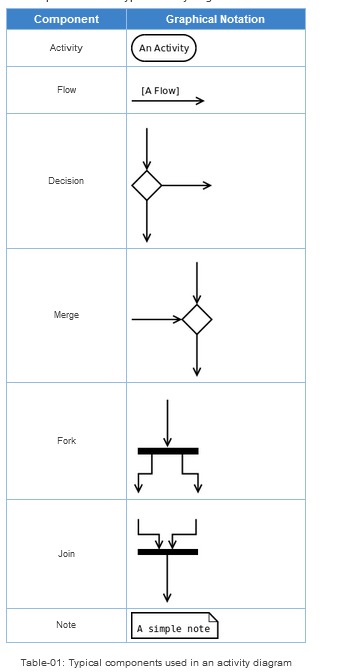 Component Graphical Notation
Activity An Activity
Flow [A Flow]
Decision
Merge
Fork
Join
Note A simple note
Table-01: Typical components used in an activity diagram